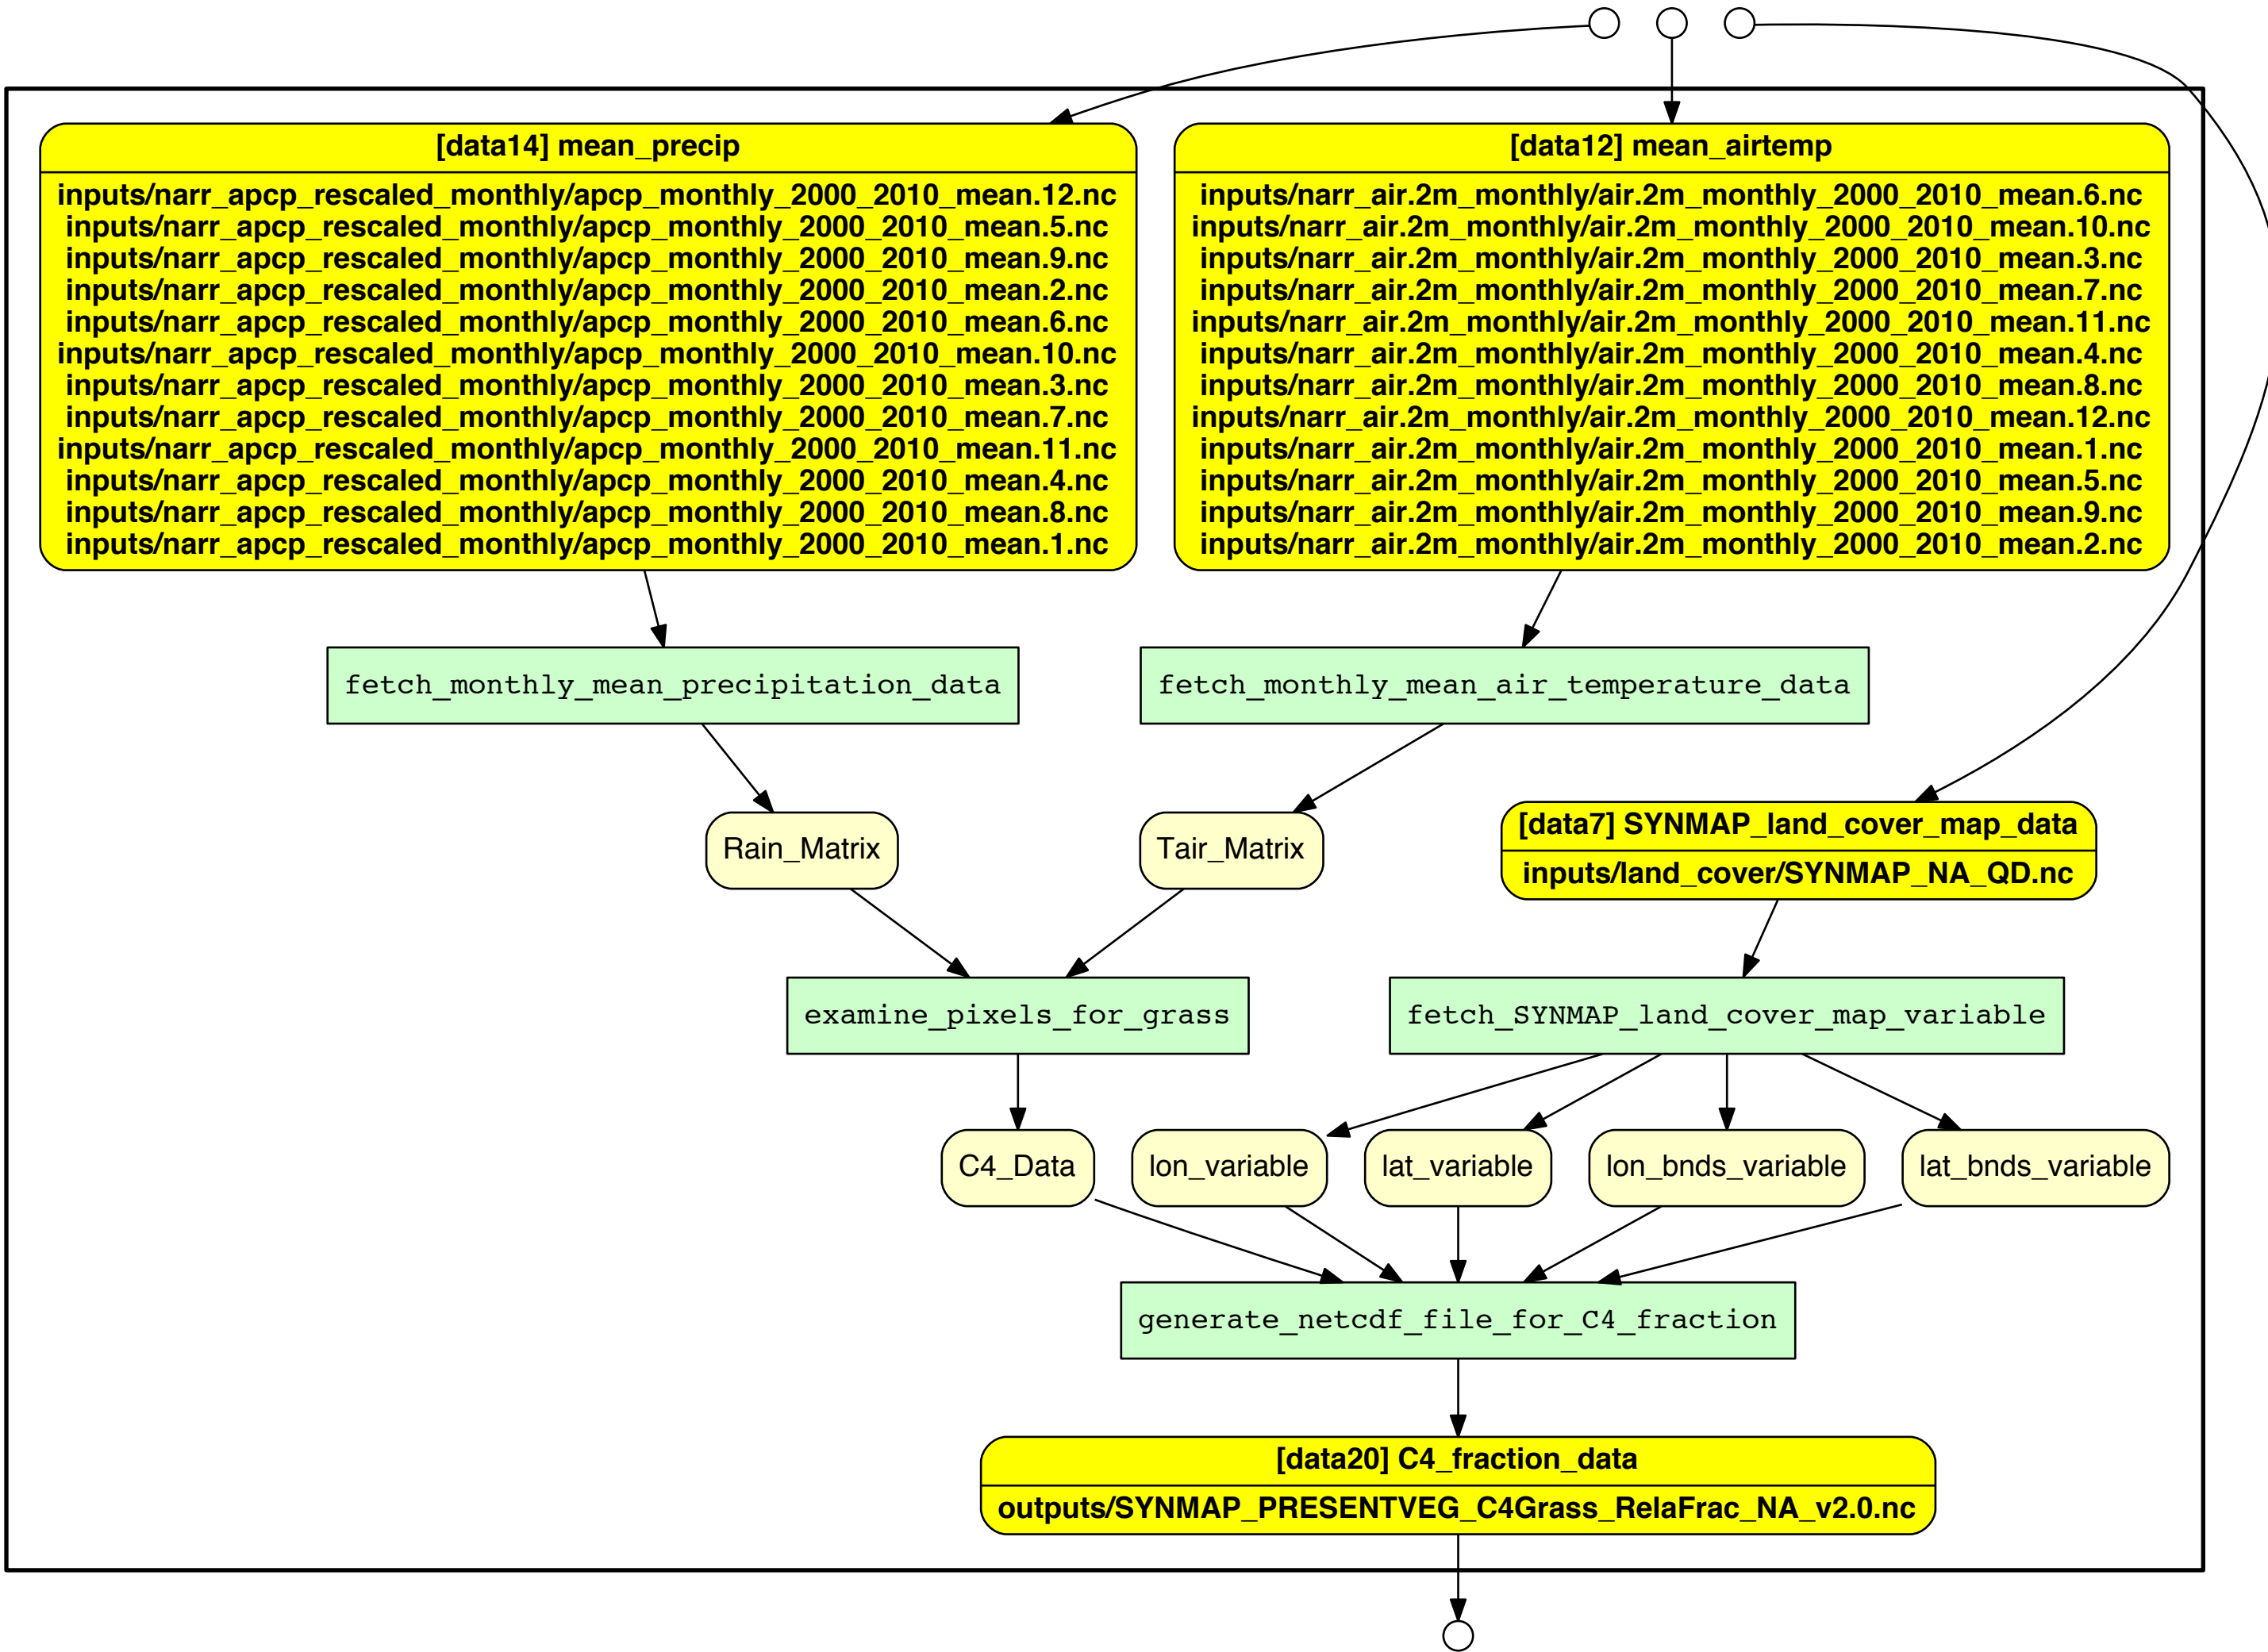 [data14] mean_precip
inputs/narr_apcp_rescaled_monthly/apcp_monthly_2000_2010_mean.12.nc
inputs/narr_apcp_rescaled_monthly/apcp_monthly_2000_2010_mean.5.nc
inputs/narr_apcp_rescaled_monthly/apcp_monthly_2000_2010_mean.9.nc
inputs/narr_apcp_rescaled_monthly/apcp_monthly_2000_2010_mean.2.nc
inputs/narr_apcp_rescaled_monthly/apcp_monthly_2000_2010_mean.6.nc
inputs/narr_apcp_rescaled_monthly/apcp_monthly_2000_2010_mean.10.nc
inputs/narr_apcp_rescaled_monthly/apcp_monthly_2000_2010_mean.3.nc
inputs/narr_apcp_rescaled_monthly/apcp_monthly_2000_2010_mean.7.nc
inputs/narr_apcp_rescaled_monthly/apcp_monthly_2000_2010_mean.11.nc
inputs/narr_apcp_rescaled_monthly/apcp_monthly_2000_2010_mean.4.nc
inputs/narr_apcp_rescaled_monthly/apcp_monthly_2000_2010_mean.8.nc
inputs/narr_apcp_rescaled_monthly/apcp_monthly_2000_2010_mean.1.nc
[data12] mean_airtemp
inputs/narr_air.2m_monthly/air.2m_monthly_2000_2010_mean.6.nc
inputs/narr_air.2m_monthly/air.2m_monthly_2000_2010_mean.10.nc
inputs/narr_air.2m_monthly/air.2m_monthly_2000_2010_mean.3.nc
inputs/narr_air.2m_monthly/air.2m_monthly_2000_2010_mean.7.nc
inputs/narr_air.2m_monthly/air.2m_monthly_2000_2010_mean.11.nc
inputs/narr_air.2m_monthly/air.2m_monthly_2000_2010_mean.4.nc
inputs/narr_air.2m_monthly/air.2m_monthly_2000_2010_mean.8.nc
inputs/narr_air.2m_monthly/air.2m_monthly_2000_2010_mean.12.nc
inputs/narr_air.2m_monthly/air.2m_monthly_2000_2010_mean.1.nc
inputs/narr_air.2m_monthly/air.2m_monthly_2000_2010_mean.5.nc
inputs/narr_air.2m_monthly/air.2m_monthly_2000_2010_mean.9.nc
inputs/narr_air.2m_monthly/air.2m_monthly_2000_2010_mean.2.nc
fetch_monthly_mean_precipitation_data
fetch_monthly_mean_air_temperature_data
Rain_Matrix
Tair_Matrix
[data7] SYNMAP_land_cover_map_data
inputs/land_cover/SYNMAP_NA_QD.nc
examine_pixels_for_grass
fetch_SYNMAP_land_cover_map_variable
C4_Data
lon_variable
lat_variable
lon_bnds_variable
lat_bnds_variable
generate_netcdf_file_for_C4_fraction
[data20] C4_fraction_data
outputs/SYNMAP_PRESENTVEG_C4Grass_RelaFrac_NA_v2.0.nc